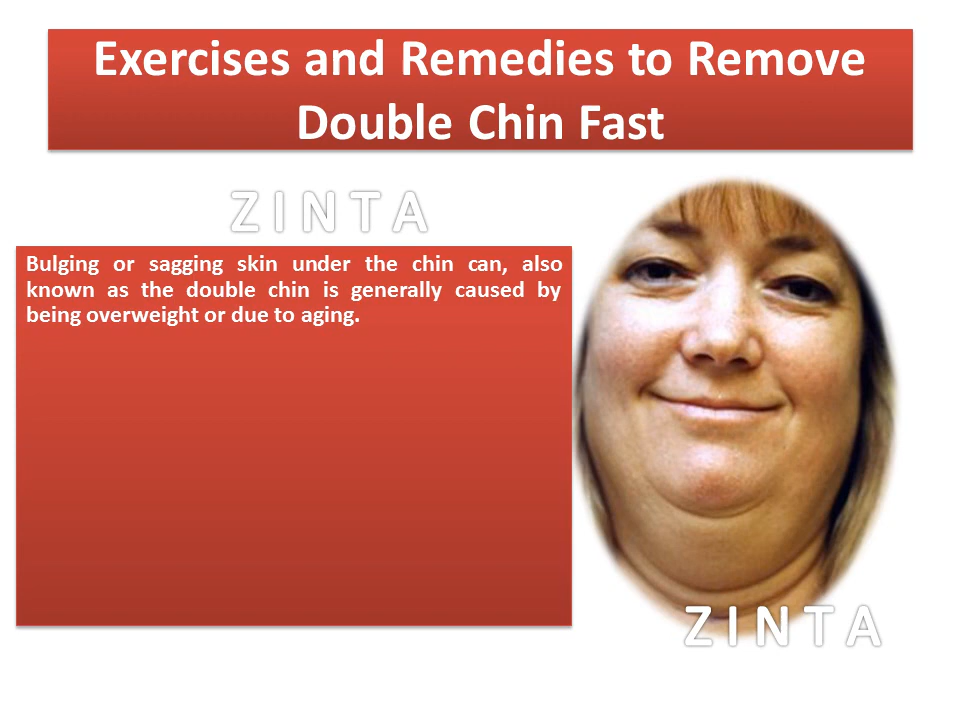 Exercises and Remedies to Remove
Double Chin Fast
ZINTA
Bulging or sagging skin under the chin can, also
known as the double chin is generally caused by
being overweight or due to aging.
ZINTA